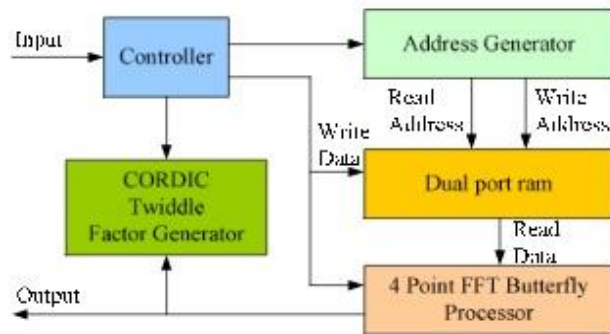 Input
Controller
Address Generator
Read
Address
Write
Address
Write
Data
CORDIC
Twiddle
Factor Generator
Dual port ram
Read
Data
Output
4 Point FFT Butterfly
Processor